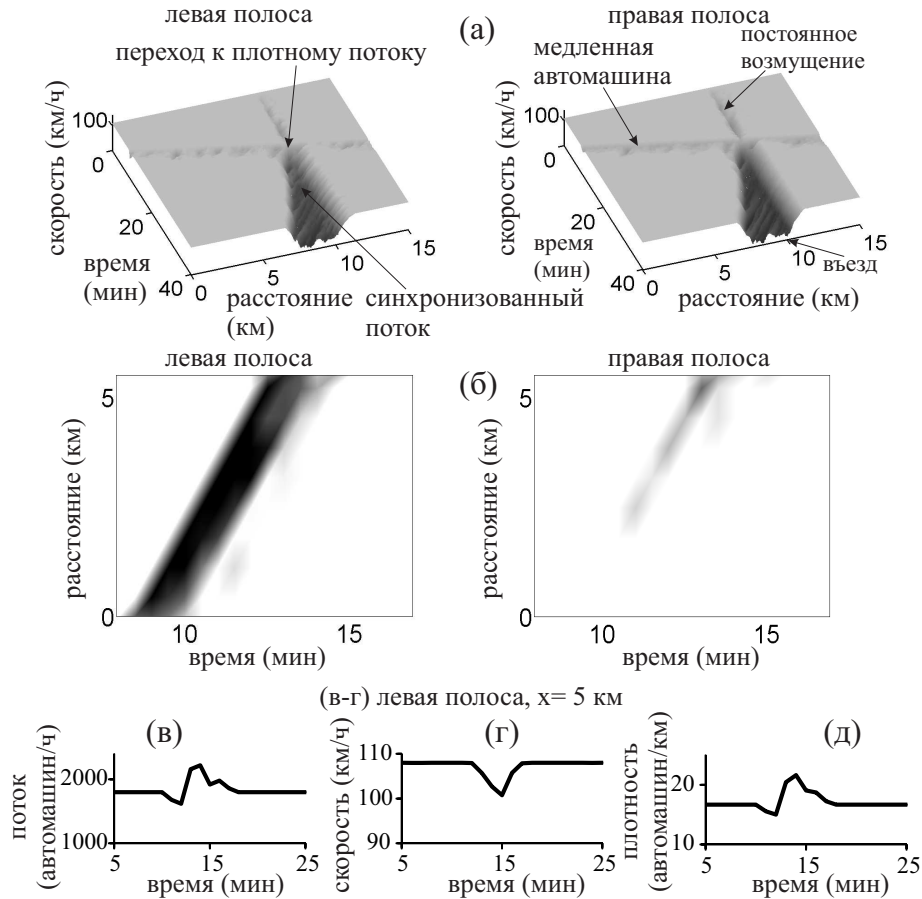 левая полоса
(а)
правая полоса
переход к плотному потоку
медленная
автомашина
постоянное
возмущение
скорость (км/ч)
100
0
20
40
время
(мин)
0
5
10
15
расстояние
(км)
синхронизованный
поток
скорость (км/ч)
100
0
20
40
время
(мин)
0
5
10
15
въезд
расстояние (км)
левая полоса
(б)
правая полоса
расстояние (км)
5
0
10
15
время (мин)
расстояние (км)
5
0
10
15
время (мин)
(в-г) левая полоса, x= 5 км
(в)
(г)
(д)
поток
(автомашин/ч)
2000
1000
5
15
25
время (мин)
скорость (км/ч)
110
100
90
5
15
25
время (мин)
плотность
(автомашин/км)
20
10
5
15
25
время (мин)